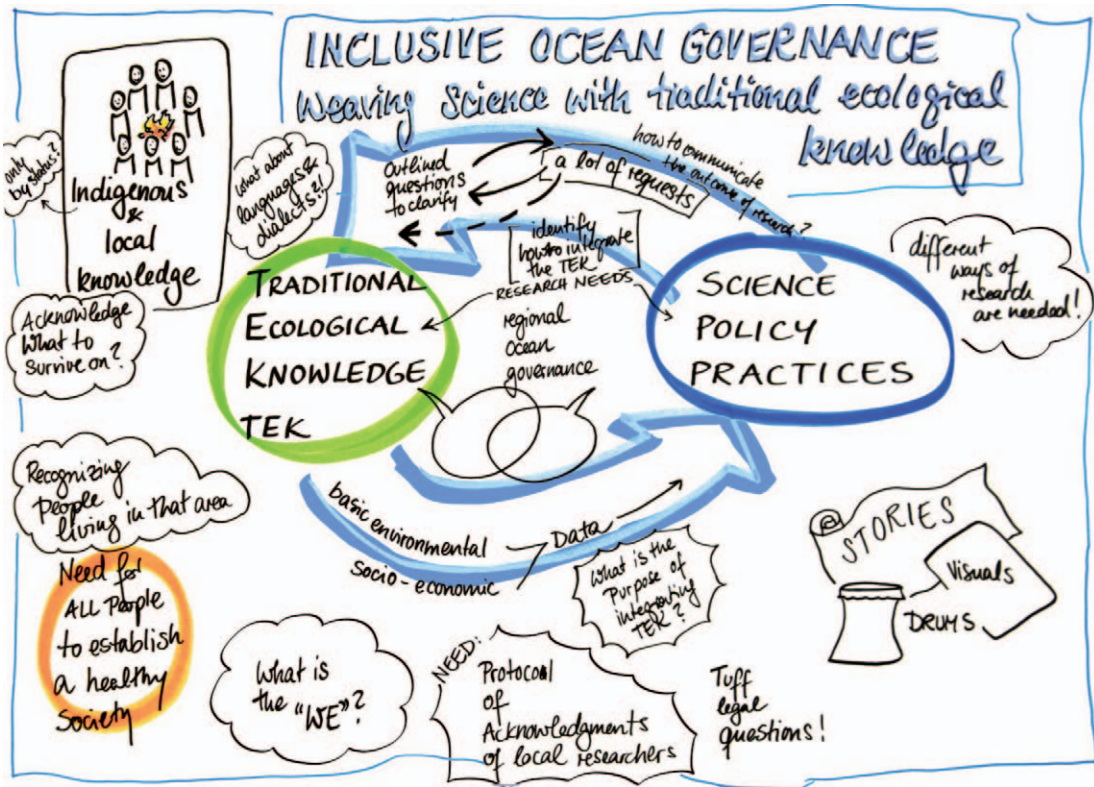 INCLUSIVE OCEAN GOVERNANCE
Weaving Science with traditional ecological
knowledge
only
by status?
Indigenous
&
local
knowledge
What about
languages &
dialects?!
Outlined
questions
to clarify
a lot of requests
how to communicate
the outcome of research?
identify
how to integrate
the TEK
RESEARCH NEEDS
regional
Ocean
governance
TRADITIONAL
ECOLOGICAL
KNOWLEDGE
TEK
SCIENCE
POLICY
PRACTICES
different
ways of
research
are needed!
Acknowledge
What to
survive on?
Recognizing
People
living in that area
Need for
ALL People
to establish
a healthy
Society
basic environmental
socio-economic
Data
What is the
Purpose of
integrating
TEK?
@
STORIES
Visuals
DRUMS
What is
the "WE"?
NEED:
Protocoal
of
Acknowledgments
of local researchers
Tuff
legal
questions!